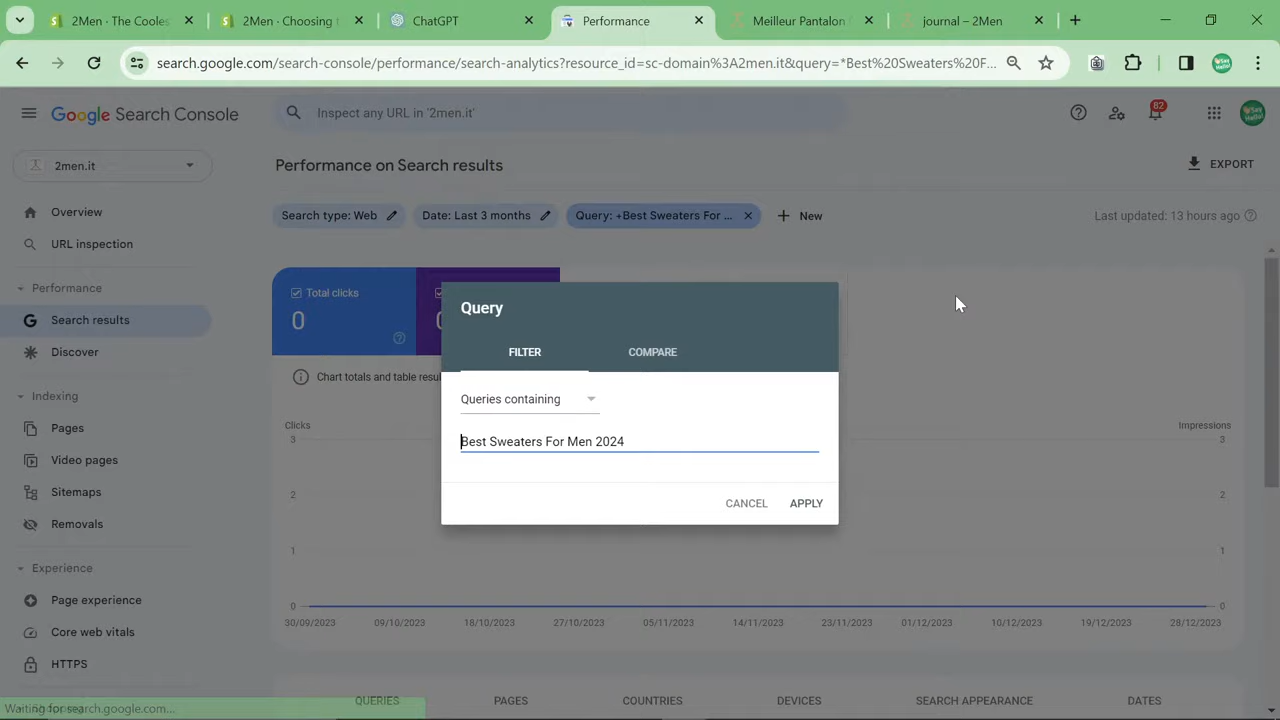 2Men · The Cooles
2Men · Choosing t
ChatGPT
Performance
Meilleur Pantalon
journal – 2Men
search.google.com/search-console/performance/search-analytics?resource_id=sc-domain%3A2men.it&query=*Best%20Sweaters%20F...
Google Search Console
Inspect any URL in '2men.it'
82
2men.it
Performance on Search results
EXPORT
Search type: Web
Date: Last 3 months
Query: +Best Sweaters For ...
New
Last updated: 13 hours ago
Overview
URL inspection
Performance
Search results
Discover
Indexing
Pages
Video pages
Sitemaps
Removals
Experience
Page experience
Core web vitals
HTTPS
Total clicks
0
Chart totals and table resu
Query
FILTER
COMPARE
Queries containing
Best Sweaters For Men 2024
CANCEL
APPLY
Clicks
Impressions
3
3
2
2
1
1
0
0
30/09/2023
09/10/2023
18/10/2023
27/10/2023
05/11/2023
14/11/2023
23/11/2023
01/12/2023
10/12/2023
19/12/2023
28/12/2023
QUERIES
PAGES
COUNTRIES
DEVICES
SEARCH APPEARANCE
DATES
Waiting for search.google.com...